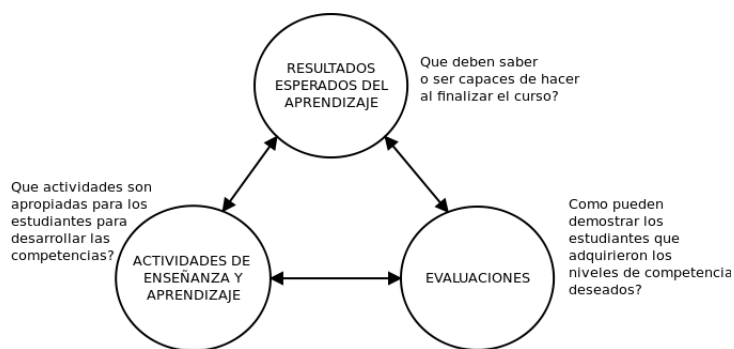 RESULTADOS
ESPERADOS DEL
APRENDIZAJE
Que deben saber
o ser capaces de hacer
al finalizar el curso?
Que actividades son
apropiadas para los
estudiantes para
desarrollar las
competencias?
ACTIVIDADES DE
ENSEÑANZA Y
APRENDIZAJE
EVALUACIONES
Como pueden
demostrar los
estudiantes que
adquirieron los
niveles de competencia
deseados?